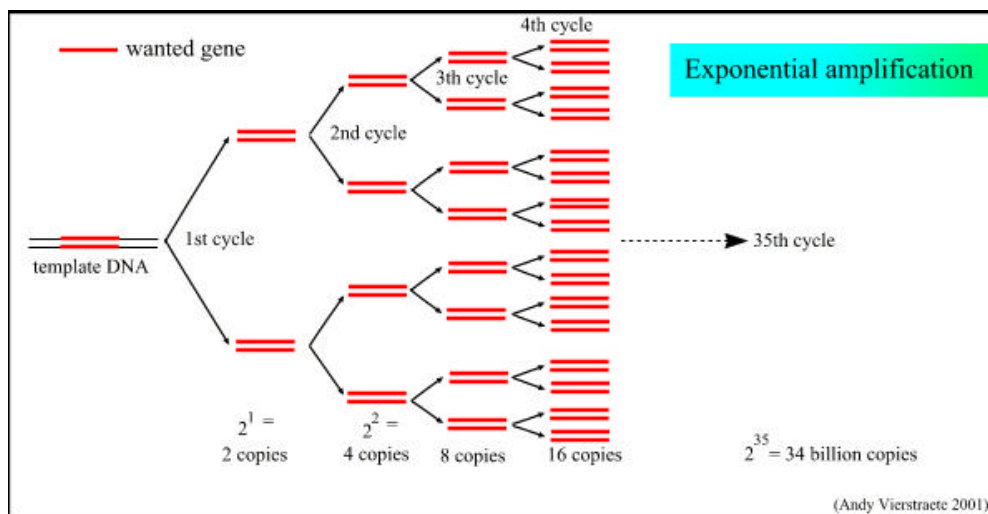 4th cycle
wanted gene
Exponential amplification
3th cycle
2nd cycle
1st cycle
35th cycle
template DNA
2^1 =
2 copies
2^2 =
4 copies
8 copies
16 copies
2^35 = 34 billion copies
(Andy Vierstraete 2001)